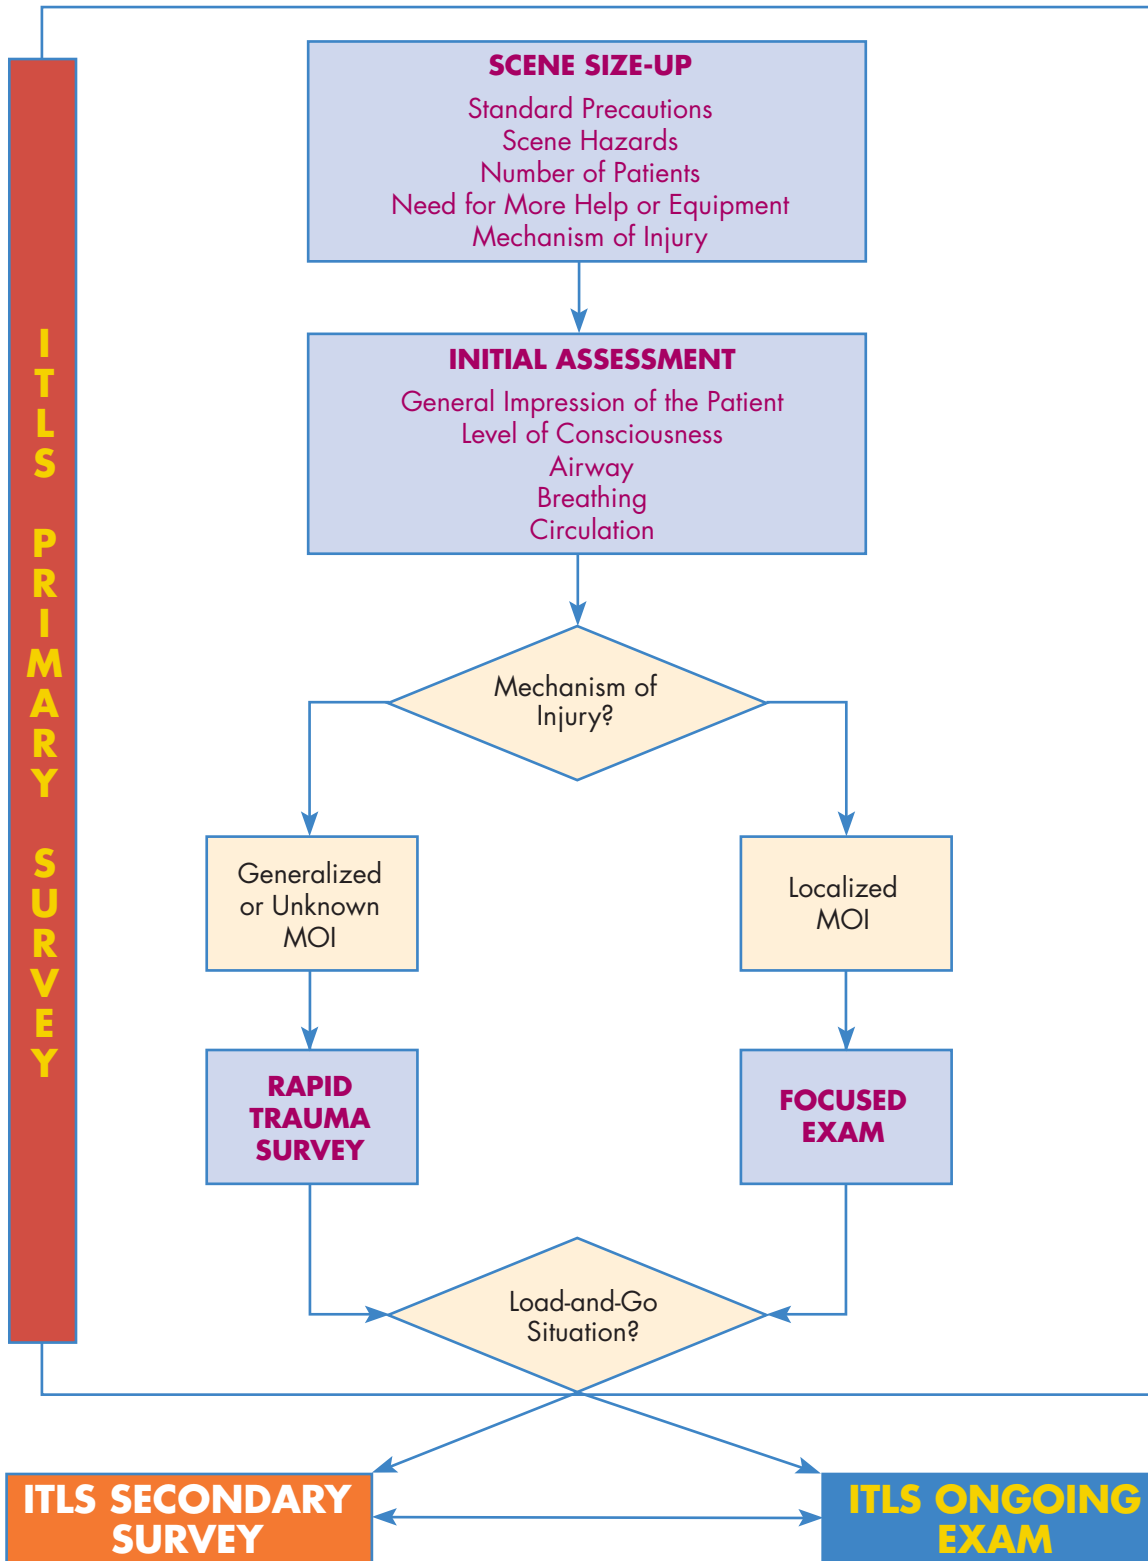 ITLS PRIMARY SURVEY
SCENE SIZE-UP
Standard Precautions
Scene Hazards
Number of Patients
Need for More Help or Equipment
Mechanism of Injury
INITIAL ASSESSMENT
General Impression of the Patient
Level of Consciousness
Airway
Breathing
Circulation
Mechanism of
Injury?
Generalized
or Unknown
MOI
Localized
MOI
RAPID
TRAUMA
SURVEY
FOCUSED
EXAM
Load-and-Go
Situation?
ITLS SECONDARY
SURVEY
ITLS ONGOING
EXAM